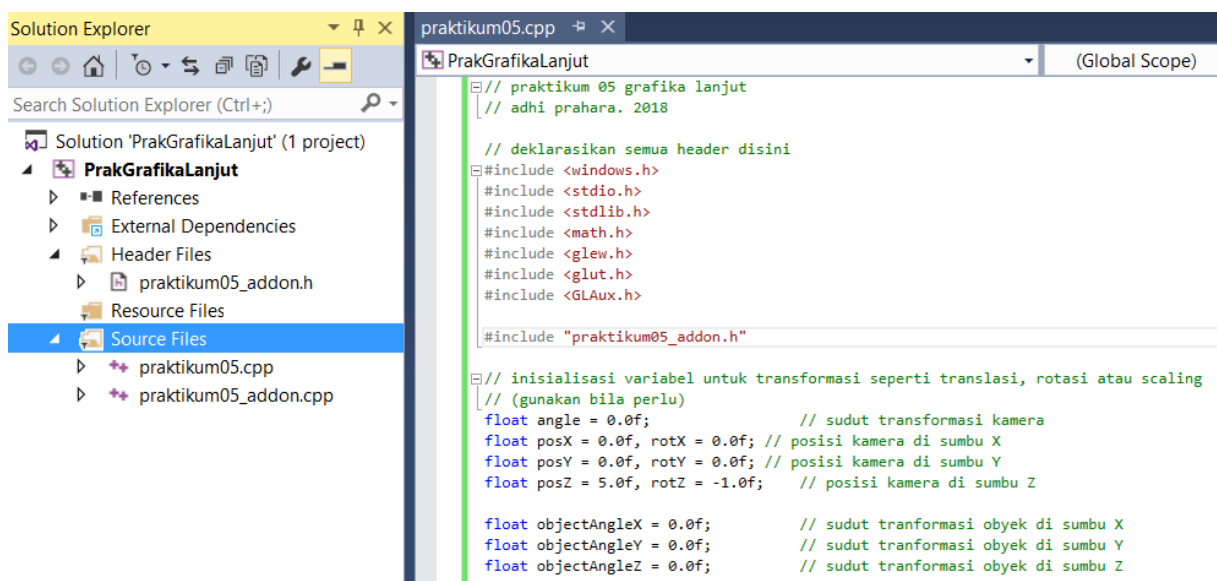 Solution Explorer
Search Solution Explorer (Ctrl+;)
Solution 'PrakGrafikaLanjut' (1 project)
PrakGrafikaLanjut
References
External Dependencies
Header Files
praktikum05_addon.h
Resource Files
Source Files
praktikum05.cpp
praktikum05_addon.cpp
praktikum05.cpp
PrakGrafikaLanjut (Global Scope)
// praktikum 05 grafika lanjut
// adhi prahara. 2018
// deklarasikan semua header disini
#include <windows.h>
#include <stdio.h>
#include <stdlib.h>
#include <math.h>
#include <glew.h>
#include <glut.h>
#include <GLAux.h>
#include "praktikum05_addon.h"
// inisialisasi variabel untuk transformasi seperti translasi, rotasi atau scaling
// (gunakan bila perlu)
float angle = 0.0f; // sudut transformasi kamera
float posX = 0.0f, rotX = 0.0f; // posisi kamera di sumbu X
float posY = 0.0f, rotY = 0.0f; // posisi kamera di sumbu Y
float posZ = 5.0f, rotZ = -1.0f; // posisi kamera di sumbu Z
float objectAngleX = 0.0f; // sudut tranformasi obyek di sumbu X
float objectAngleY = 0.0f; // sudut tranformasi obyek di sumbu Y
float objectAngleZ = 0.0f; // sudut tranformasi obyek di sumbu Z